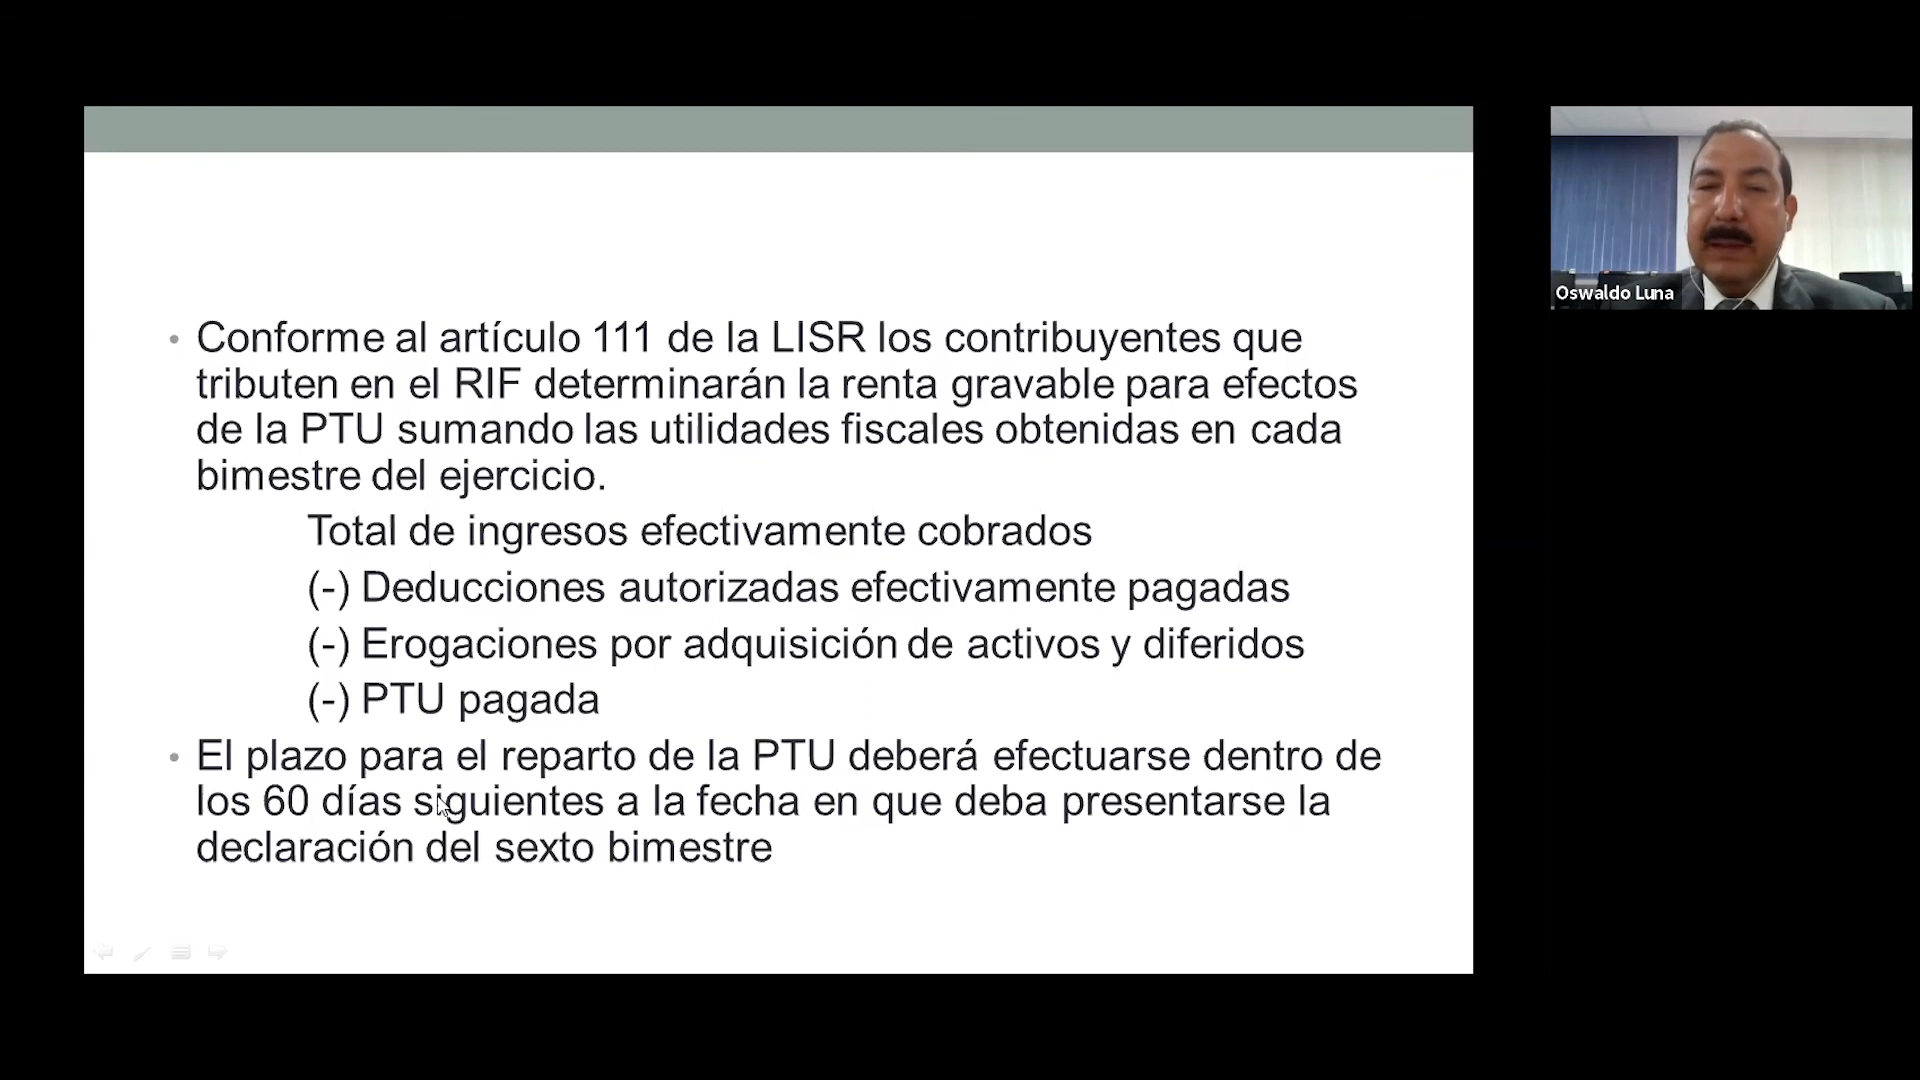 • Conforme al artículo 111 de la LISR los contribuyentes que
tributen en el RIF determinarán la renta gravable para efectos
de la PTU sumando las utilidades fiscales obtenidas en cada
bimestre del ejercicio.
Total de ingresos efectivamente cobrados
(-) Deducciones autorizadas efectivamente pagadas
(-) Erogaciones por adquisición de activos y diferidos
(-) PTU pagada
• El plazo para el reparto de la PTU deberá efectuarse dentro de
los 60 días siguientes a la fecha en que deba presentarse la
declaración del sexto bimestre
Oswaldo Luna